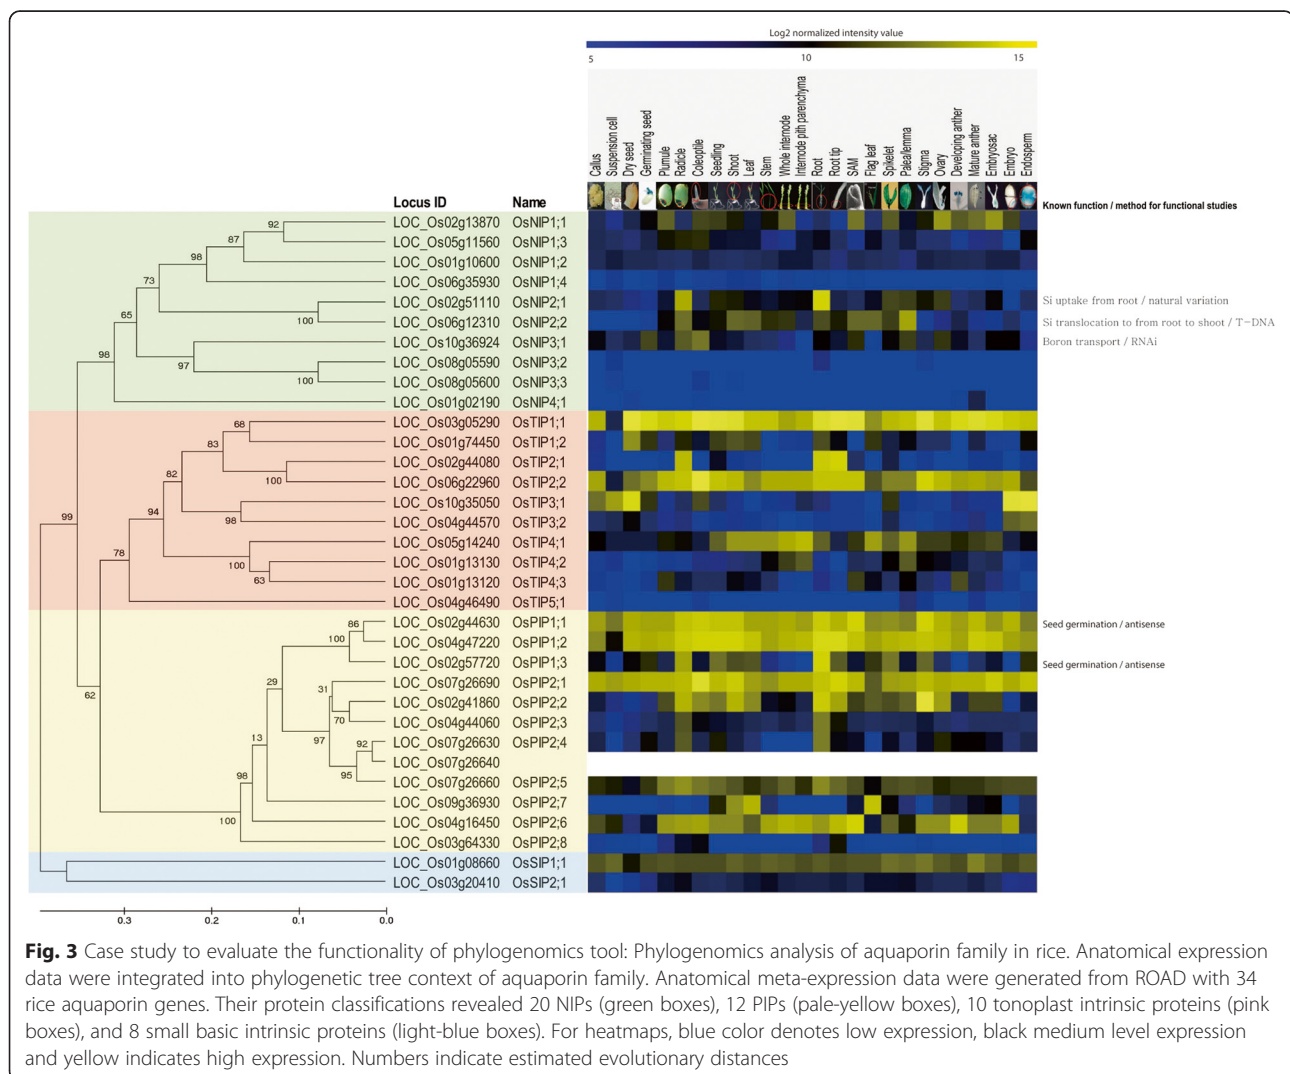 Log2 normalized intensity value
5 10 15
Callus
Suspension cell
Dry seed
Germinating seed
Plumule
Radicle
Coleoptile
Seedling
Shoot
Leaf
Stem
Whole internode
Internode pith parenchyma
Root
Root tip
SAM
Flag leaf
Spikelet
Palea/lemma
Stigma
Ovary
Developing anther
Mature anther
Embryosac
Embryo
Endosperm
Locus ID Name Known function / method for functional studies
LOC_Os02g13870 OsNIP1;1
LOC_Os05g11560 OsNIP1;3
LOC_Os01g10600 OsNIP1;2
LOC_Os06g35930 OsNIP1;4
LOC_Os02g51110 OsNIP2;1 Si uptake from root / natural variation
LOC_Os06g12310 OsNIP2;2 Si translocation to from root to shoot / T-DNA
LOC_Os10g36924 OsNIP3;1 Boron transport / RNAi
LOC_Os08g05590 OsNIP3;2
LOC_Os08g05600 OsNIP3;3
LOC_Os01g02190 OsNIP4;1
LOC_Os03g05290 OsTIP1;1
LOC_Os01g74450 OsTIP1;2
LOC_Os02g44080 OsTIP2;1
LOC_Os06g22960 OsTIP2;2
LOC_Os10g35050 OsTIP3;1
LOC_Os04g44570 OsTIP3;2
LOC_Os05g14240 OsTIP4;1
LOC_Os01g13130 OsTIP4;2
LOC_Os01g13120 OsTIP4;3
LOC_Os04g46490 OsTIP5;1
LOC_Os02g44630 OsPIP1;1 Seed germination / antisense
LOC_Os04g47220 OsPIP1;2
LOC_Os02g57720 OsPIP1;3 Seed germination / antisense
LOC_Os07g26690 OsPIP2;1
LOC_Os02g41860 OsPIP2;2
LOC_Os04g44060 OsPIP2;3
LOC_Os07g26630 OsPIP2;4
LOC_Os07g26640
LOC_Os07g26660 OsPIP2;5
LOC_Os09g36930 OsPIP2;7
LOC_Os04g16450 OsPIP2;6
LOC_Os03g64330 OsPIP2;8
LOC_Os01g08660 OsSIP1;1
LOC_Os03g20410 OsSIP2;1
92
87
98
73
100
65
98
97
100
68
83
82
100
94
98
99
78
100
63
86
100
29
31
62
70
13
97
92
98
95
100
0.3 0.2 0.1 0.0
Fig. 3 Case study to evaluate the functionality of phylogenomics tool: Phylogenomics analysis of aquaporin family in rice. Anatomical expression
data were integrated into phylogenetic tree context of aquaporin family. Anatomical meta-expression data were generated from ROAD with 34
rice aquaporin genes. Their protein classifications revealed 20 NIPs (green boxes), 12 PIPs (pale-yellow boxes), 10 tonoplast intrinsic proteins (pink
boxes), and 8 small basic intrinsic proteins (light-blue boxes). For heatmaps, blue color denotes low expression, black medium level expression
and yellow indicates high expression. Numbers indicate estimated evolutionary distances